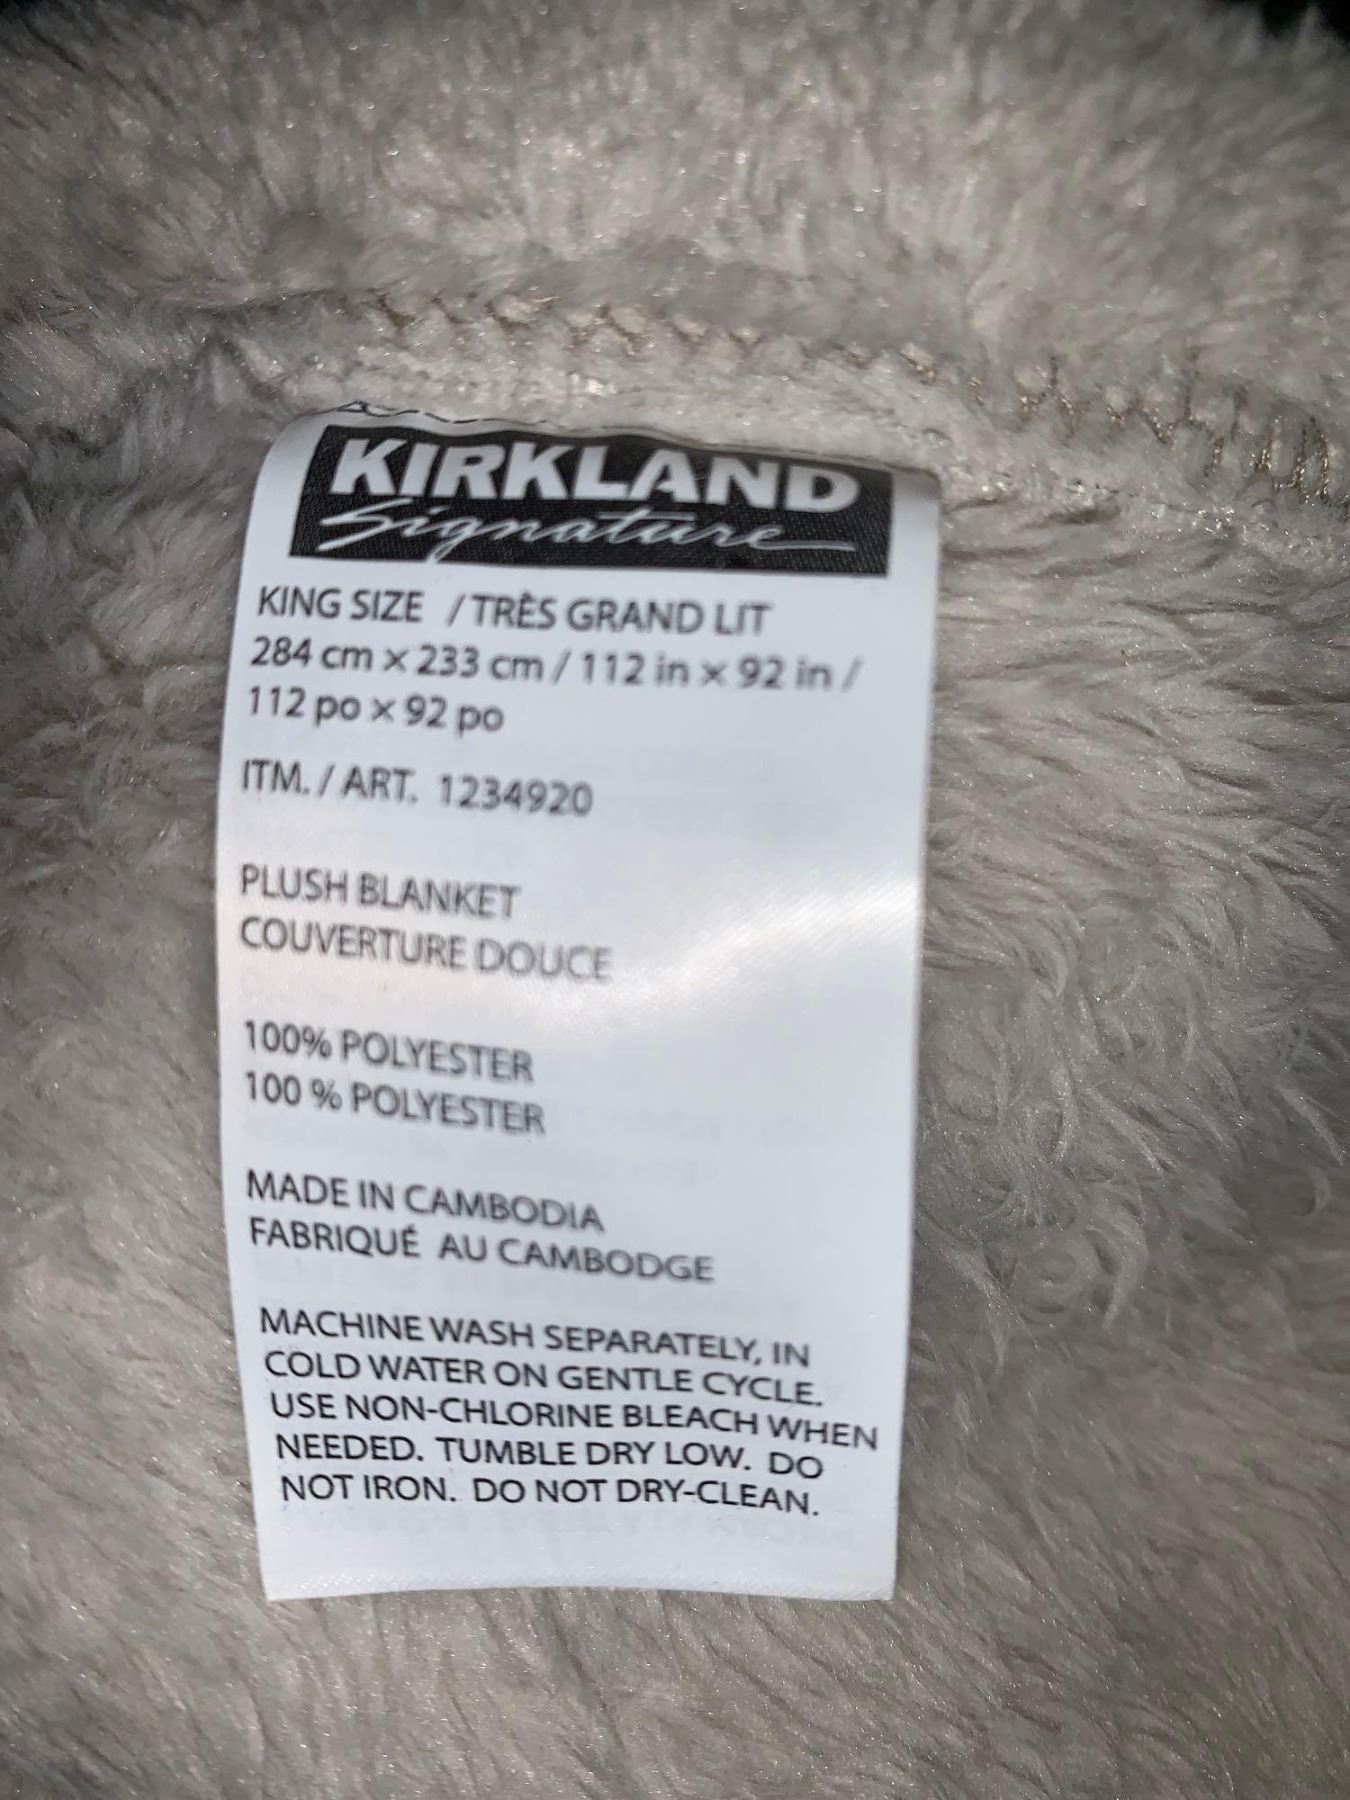 KIRKLAND
Signature
KING SIZE / TRÈS GRAND LIT
284 cm x 233 cm / 112 in x 92 in /
112 po x 92 po
ITM. / ART. 1234920
PLUSH BLANKET
COUVERTURE DOUCE
100% POLYESTER
100 % POLYESTER
MADE IN CAMBODIA
FABRIQUÉ AU CAMBODGE
MACHINE WASH SEPARATELY, IN
COLD WATER ON GENTLE CYCLE.
USE NON-CHLORINE BLEACH WHEN
NEEDED. TUMBLE DRY LOW. DO
NOT IRON. DO NOT DRY-CLEAN.